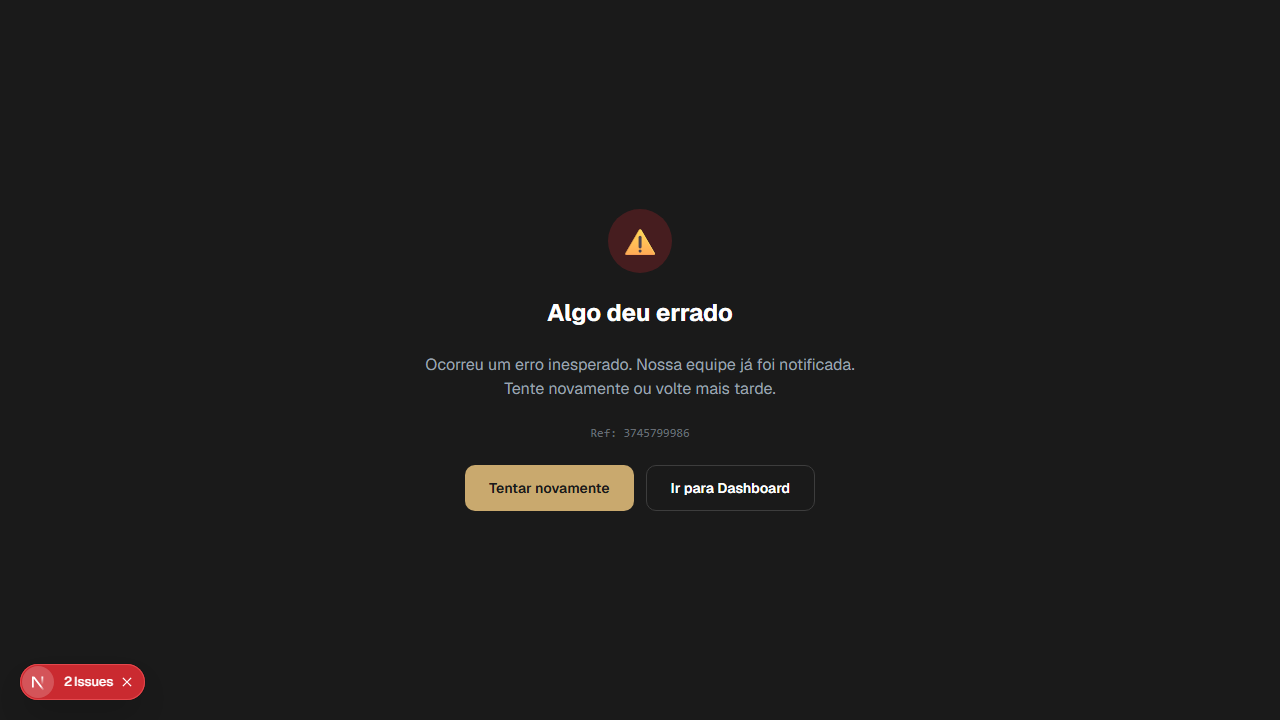 Algo deu errado
Ocorreu um erro inesperado. Nossa equipe já foi notificada.
Tente novamente ou volte mais tarde.
Ref: 3745799986
Tentar novamente
Ir para Dashboard
N 2 Issues